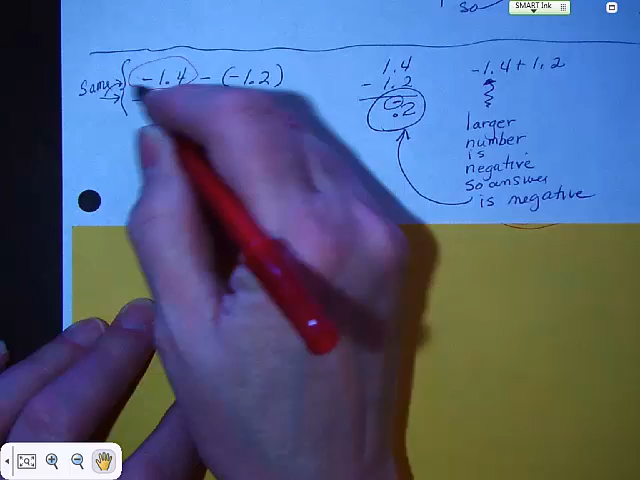 so
SMART Ink
Same { -1.4 - (-1.2)
1.4
- 1.2
.2
-1.4 + 1.2
larger
number
is
negative
so answer
is negative